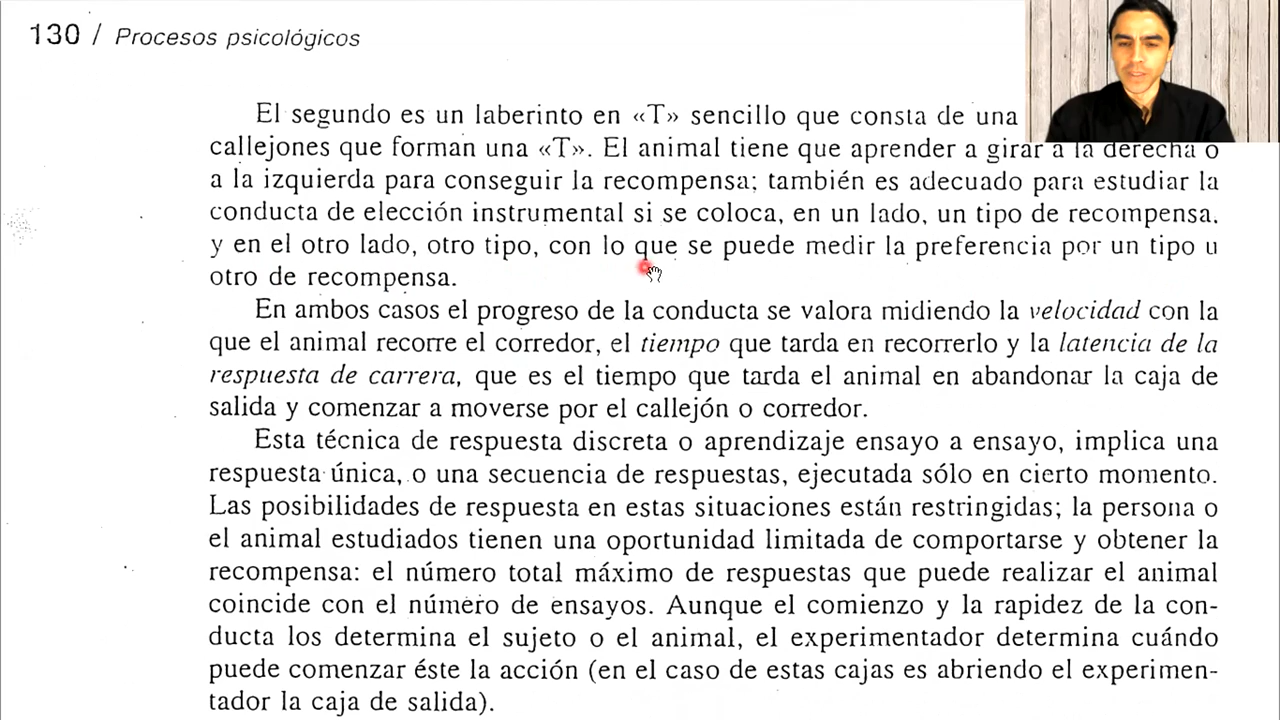 130 / Procesos psicológicos
El segundo es un laberinto en «T» sencillo que consta de una
callejones que forman una «T». El animal tiene que aprender a girar a la derecha o
a la izquierda para conseguir la recompensa; también es adecuado para estudiar la
conducta de elección instrumental si se coloca, en un lado, un tipo de recompensa.
y en el otro lado, otro tipo, con lo que se puede medir la preferencia por un tipo u
otro de recompensa.
En ambos casos el progreso de la conducta se valora midiendo la velocidad con la
que el animal recorre el corredor, el tiempo que tarda en recorrerlo y la latencia de la
respuesta de carrera, que es el tiempo que tarda el animal en abandonar la caja de
salida y comenzar a moverse por el callejón o corredor.
Esta técnica de respuesta discreta o aprendizaje ensayo a ensayo, implica una
respuesta única, o una secuencia de respuestas, ejecutada sólo en cierto momento.
Las posibilidades de respuesta en estas situaciones están restringidas; la persona o
el animal estudiados tienen una oportunidad limitada de comportarse y obtener la
recompensa: el número total máximo de respuestas que puede realizar el animal
coincide con el número de ensayos. Aunque el comienzo y la rapidez de la con-
ducta los determina el sujeto o el animal, el experimentador determina cuándo
puede comenzar éste la acción (en el caso de estas cajas es abriendo el experimen-
tador la caja de salida).